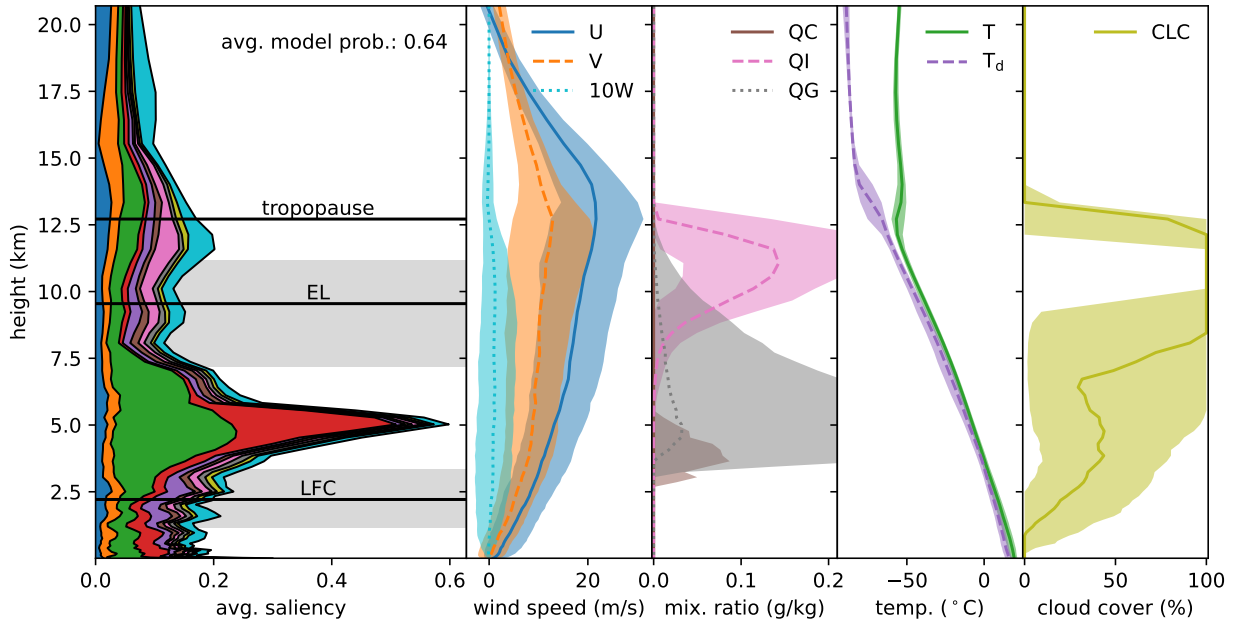 20.0
17.5
15.0
12.5
10.0
7.5
5.0
2.5
height (km)
avg. model prob.: 0.64
tropopause
EL
LFC
0.0 0.2 0.4 0.6
avg. saliency
U
V
10W
0 20
wind speed (m/s)
QC
QI
QG
0.0 0.1 0.2
mix. ratio (g/kg)
T
T_d
−50 0
temp. (°C)
CLC
0 50 100
cloud cover (%)